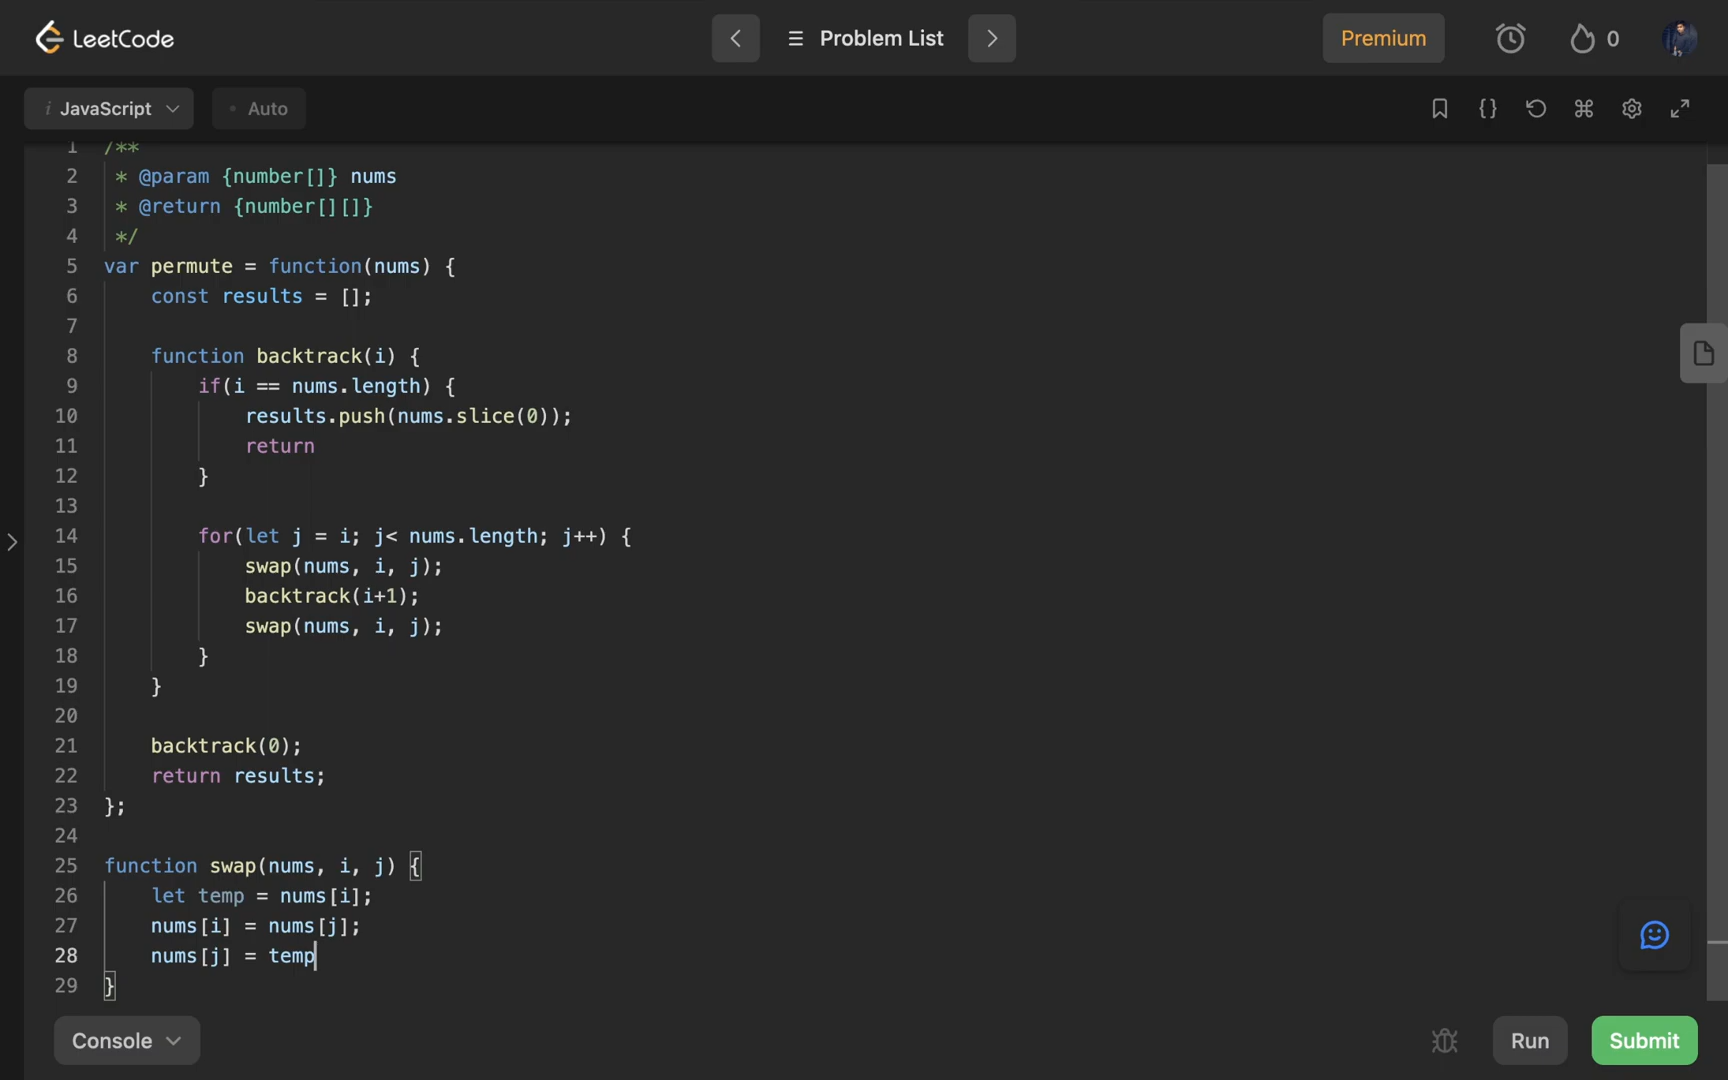 LeetCode
Problem List
Premium
0
i JavaScript
Auto
1 /**
2  * @param {number[]} nums
3  * @return {number[][]}
4  */
5 var permute = function(nums) {
6     const results = [];
7
8     function backtrack(i) {
9         if(i == nums.length) {
10             results.push(nums.slice(0));
11             return
12         }
13
14         for(let j = i; j< nums.length; j++) {
15             swap(nums, i, j);
16             backtrack(i+1);
17             swap(nums, i, j);
18         }
19     }
20
21     backtrack(0);
22     return results;
23 };
24
25 function swap(nums, i, j) {
26     let temp = nums[i];
27     nums[i] = nums[j];
28     nums[j] = temp
29 }
Console
Run
Submit